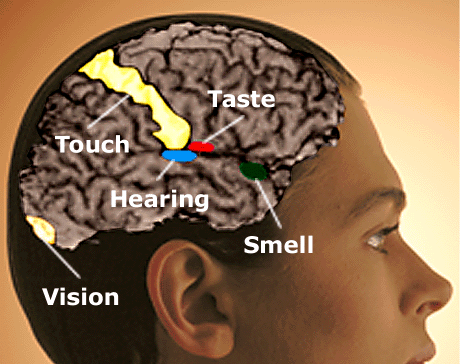 Taste
Touch
Hearing
Smell
Vision